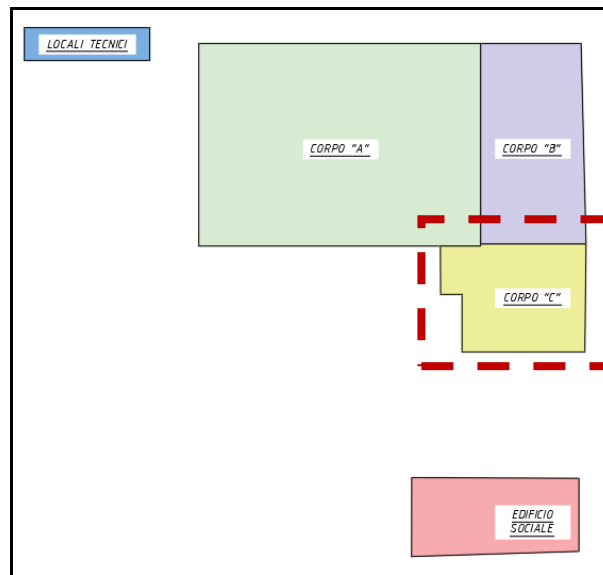 LOCALI TECNICI
CORPO "A"
CORPO "B"
CORPO "C"
EDIFICIO
SOCIALE